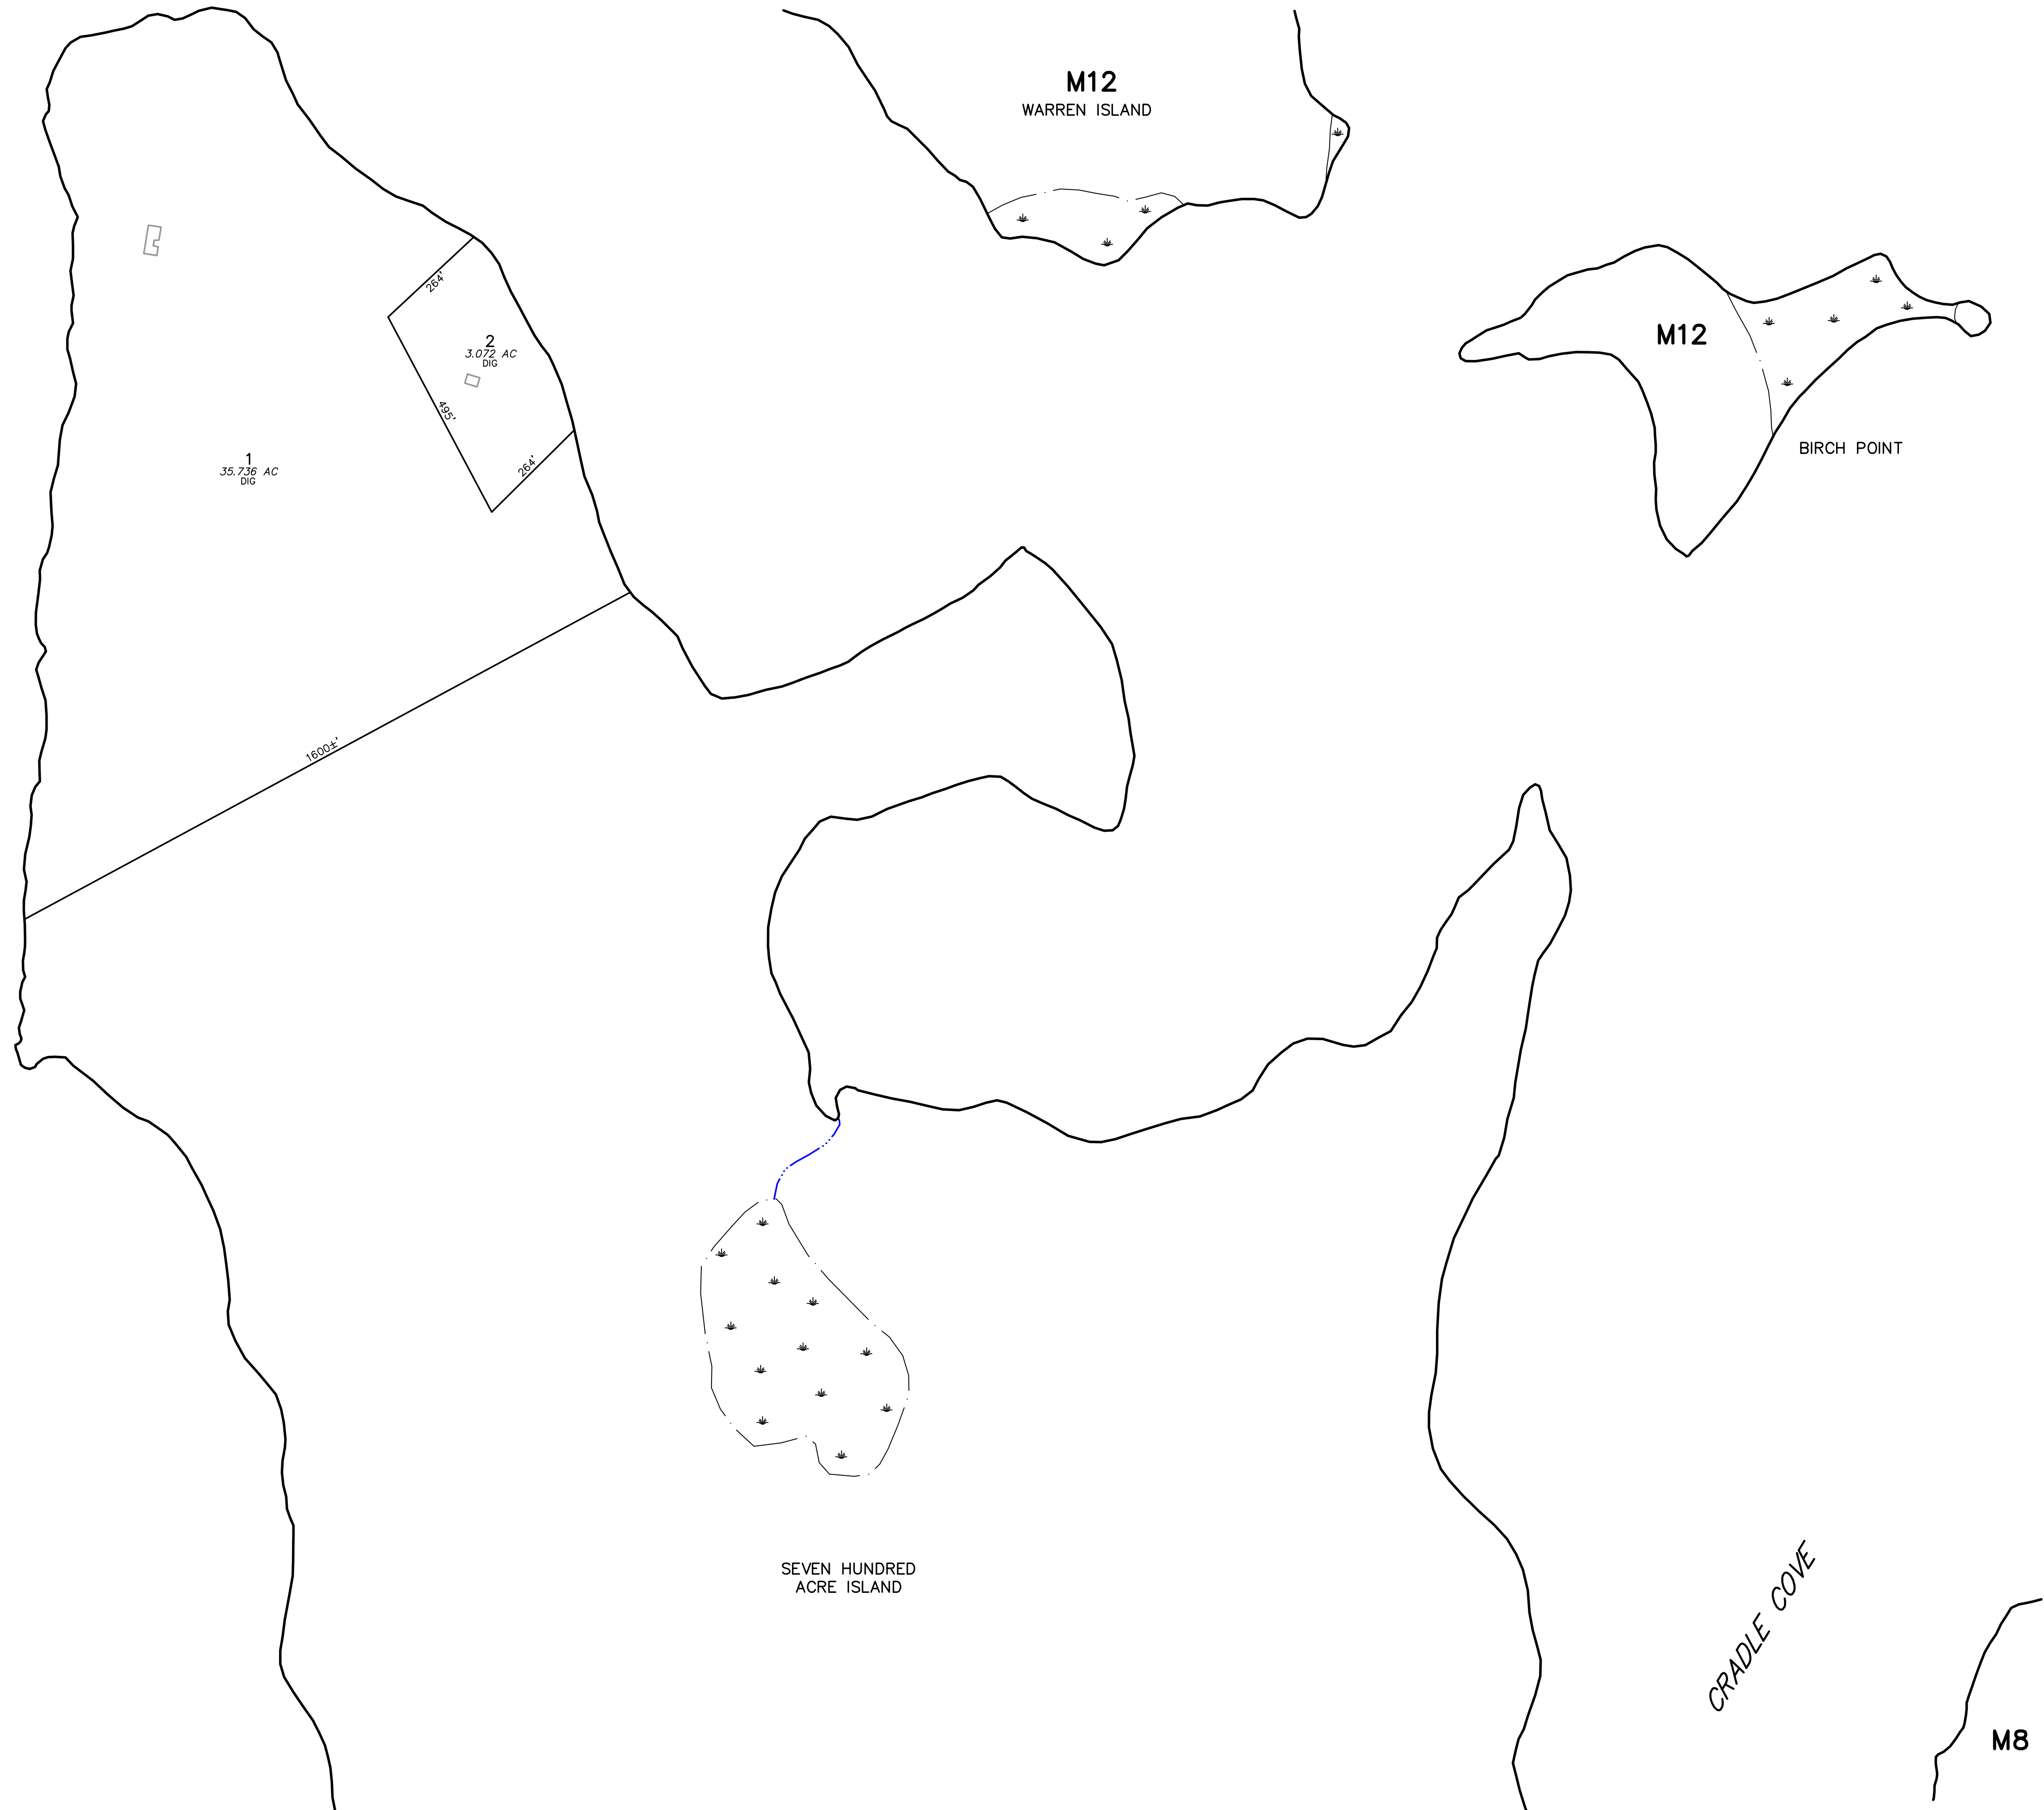 M12
WARREN ISLAND
264'
2
3.072 AC
DIG
495'
264'
1
35.736 AC
DIG
M12
BIRCH POINT
1600±'
SEVEN HUNDRED
ACRE ISLAND
CRADLE COVE
M8